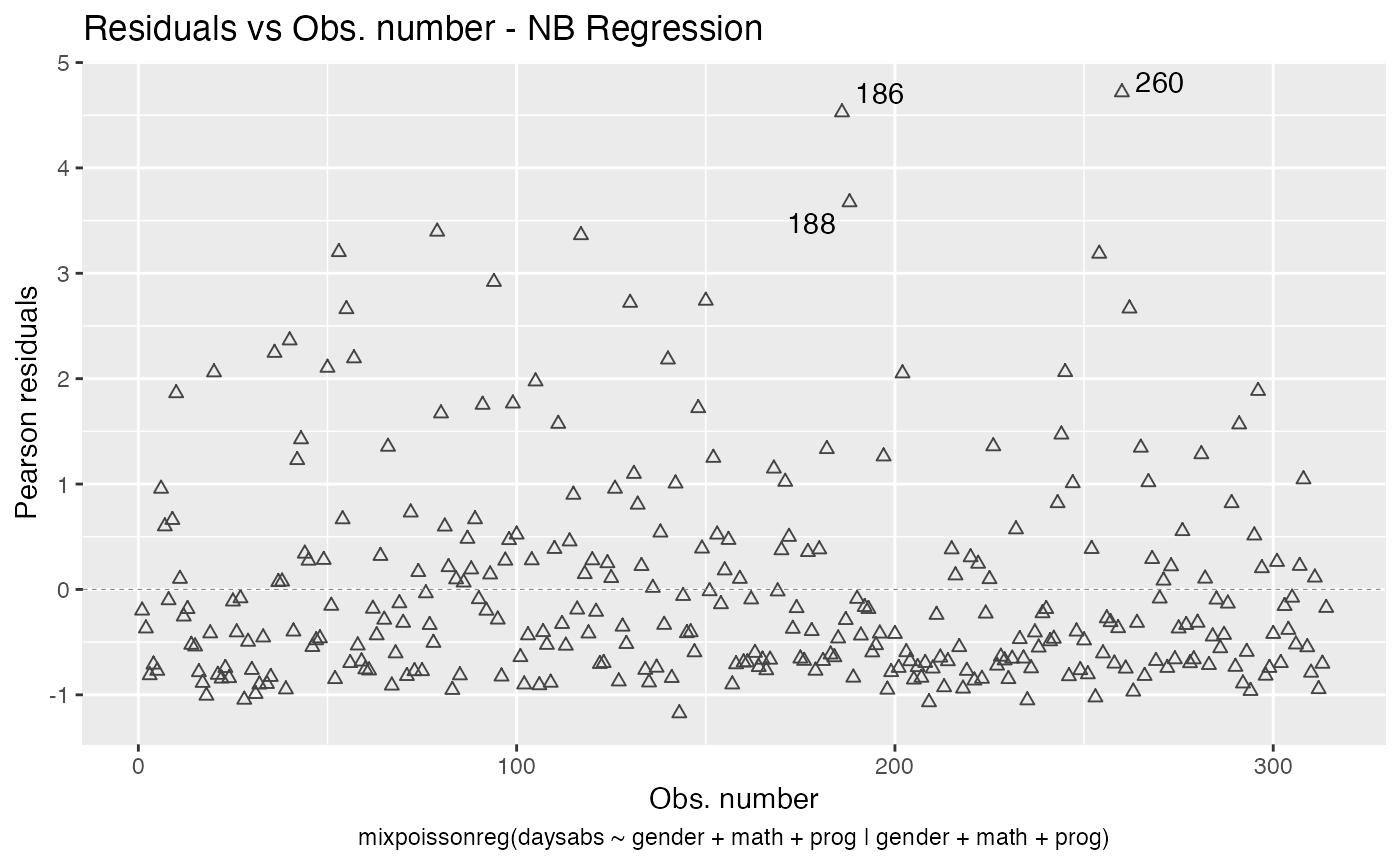 Residuals vs Obs. number - NB Regression
5
4
3
2
1
0
-1
Pearson residuals
186
260
188
0 100 200 300
Obs. number
mixpoissonreg(daysabs ~ gender + math + prog | gender + math + prog)